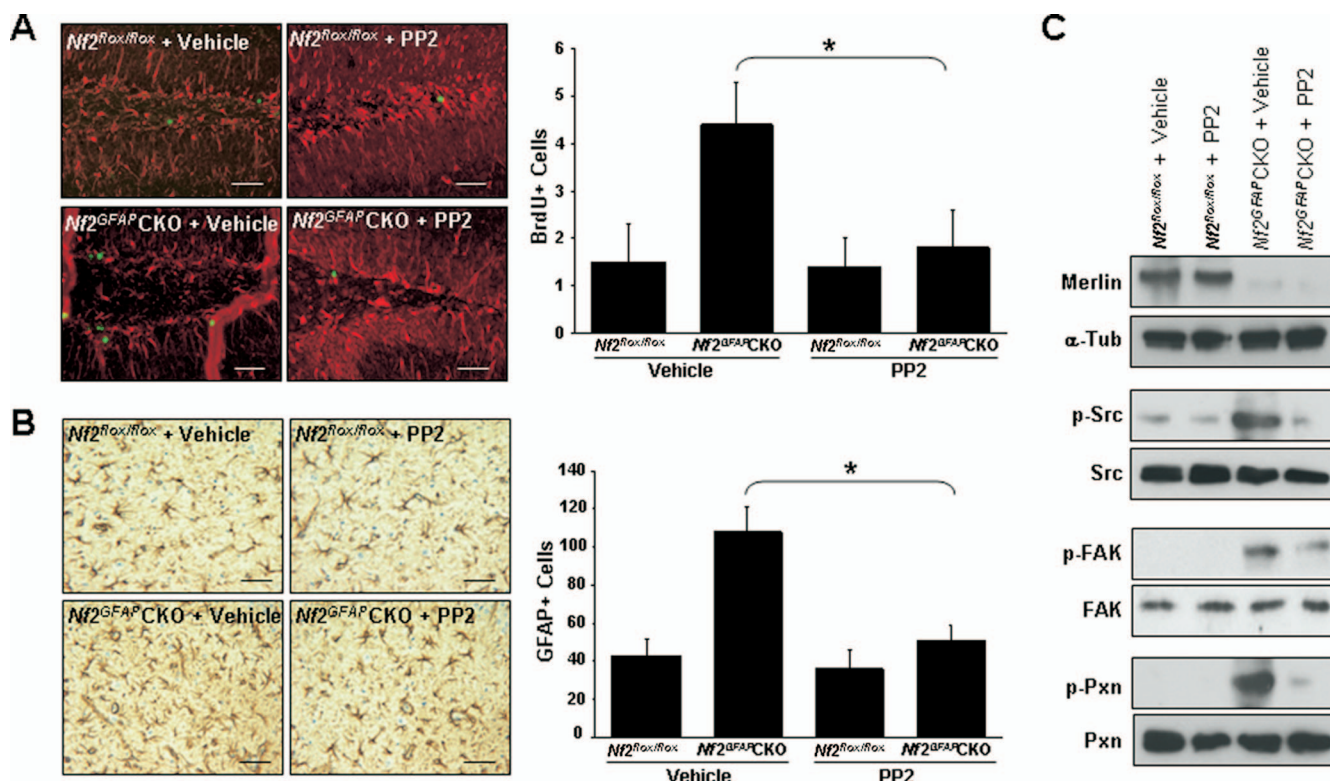 A
Nf2flox/flox + Vehicle
Nf2flox/flox + PP2
Nf2GFAPCKO + Vehicle
Nf2GFAPCKO + PP2
BrdU+ Cells
6
5
4
3
2
1
0
*
Nf2flox/flox
Nf2GFAPCKO
Nf2flox/flox
Nf2GFAPCKO
Vehicle
PP2
B
Nf2flox/flox + Vehicle
Nf2flox/flox + PP2
Nf2GFAPCKO + Vehicle
Nf2GFAPCKO + PP2
GFAP+ Cells
140
120
100
80
60
40
20
0
*
Nf2flox/flox
Nf2GFAPCKO
Nf2flox/flox
Nf2GFAPCKO
Vehicle
PP2
C
Nf2flox/flox + Vehicle
Nf2flox/flox + PP2
Nf2GFAPCKO + Vehicle
Nf2GFAPCKO + PP2
Merlin
α-Tub
p-Src
Src
p-FAK
FAK
p-Pxn
Pxn